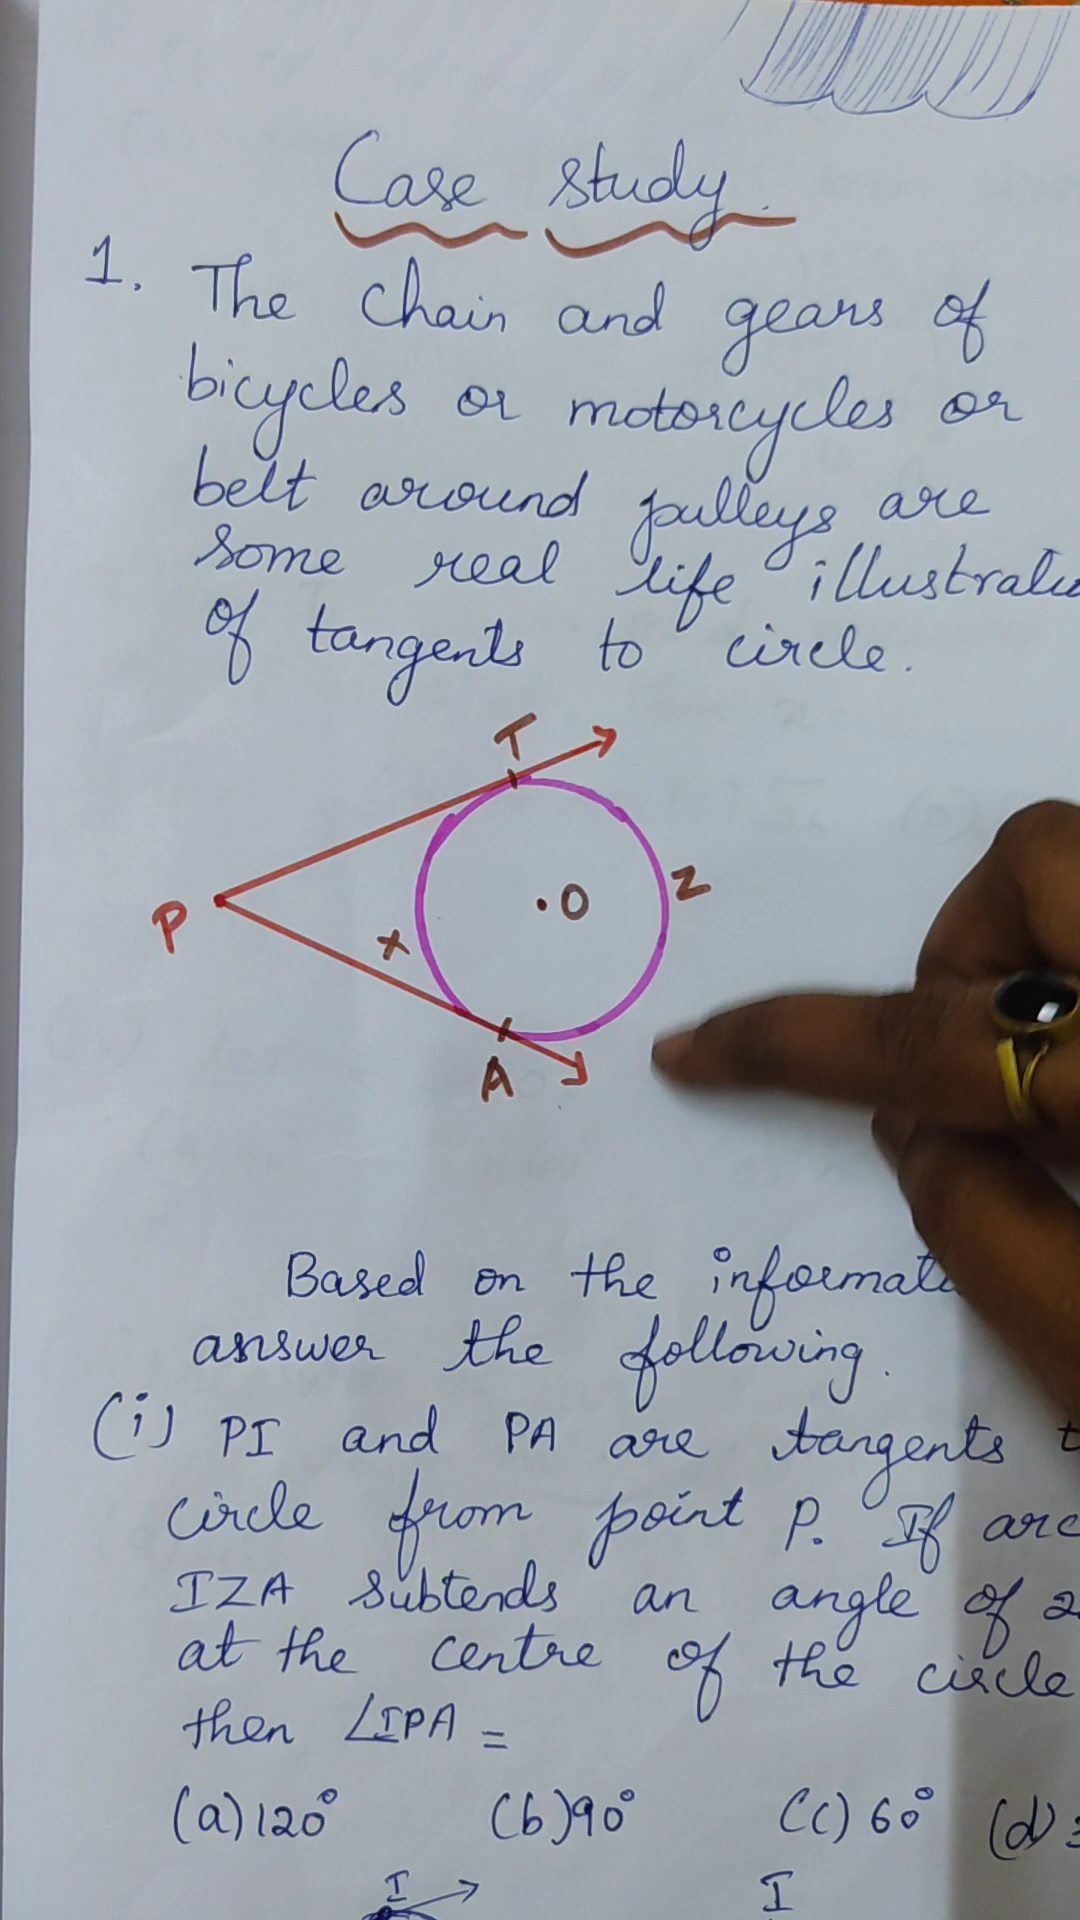 Case study.
1. The chain and gears of
bicycles or motorcycles or
belt around pulleys are
some real life
of tangents to circle.
T
P
O
Z
X
A
Based on the
answer the following.
(i) PI and PA are tangents
circle from point P. If arc
IZA subtends an angle of
at the centre of the circle
then ∠IPA =
(a) 120° (b) 90° (c) 60° (d)
I
I